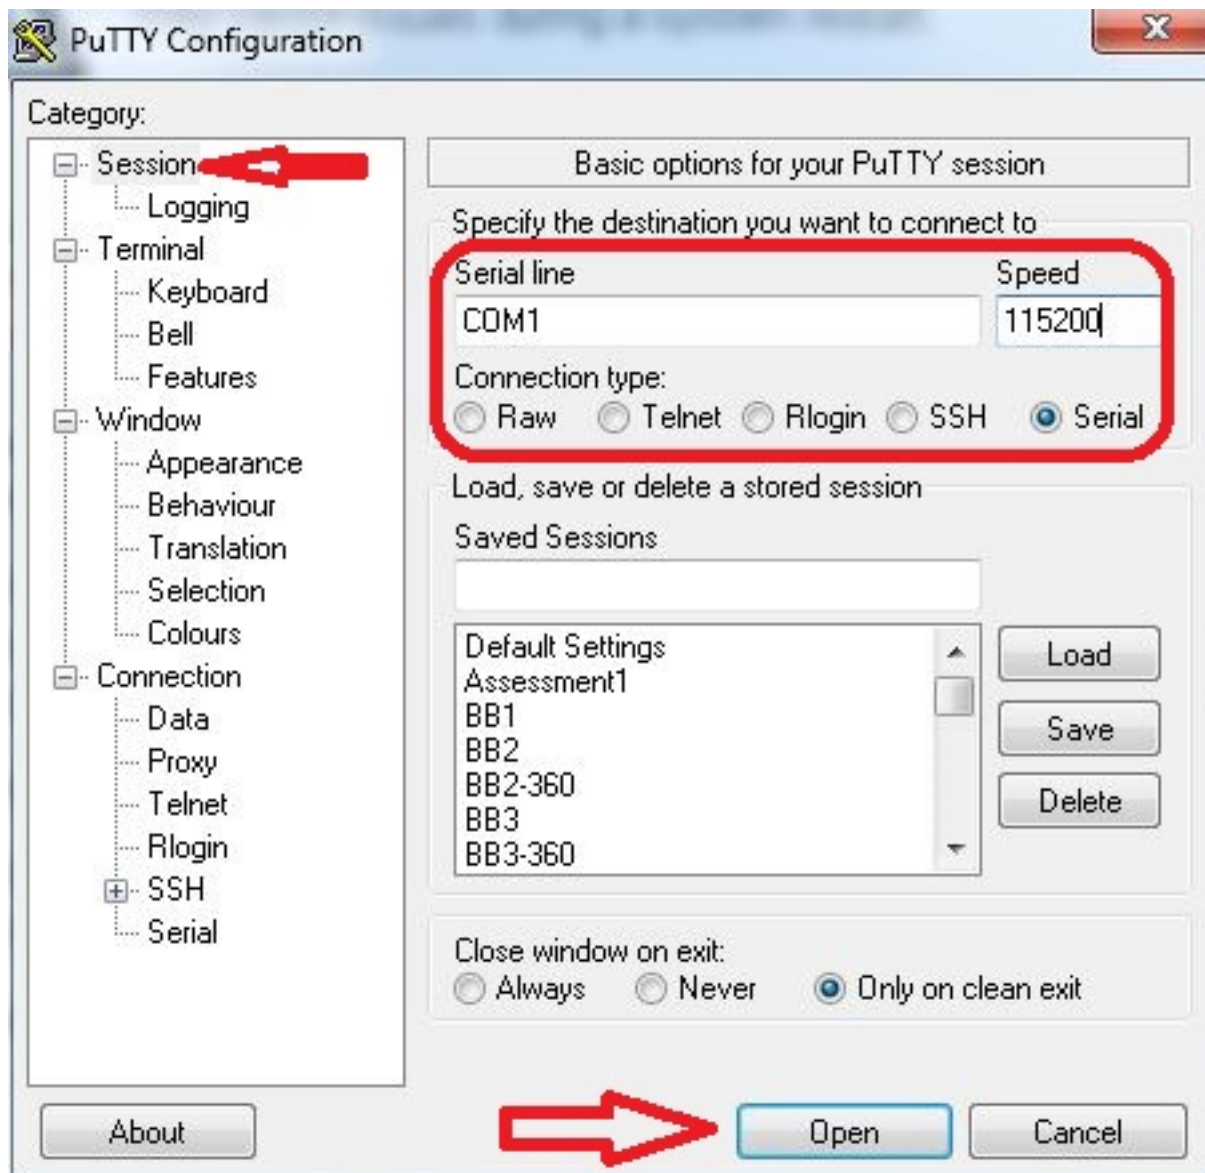 PuTTY Configuration
Category:
Session
Logging
Terminal
Keyboard
Bell
Features
Window
Appearance
Behaviour
Translation
Selection
Colours
Connection
Data
Proxy
Telnet
Rlogin
SSH
Serial
Basic options for your PuTTY session
Specify the destination you want to connect to
Serial line Speed
COM1 115200
Connection type:
Raw Telnet Rlogin SSH Serial
Load, save or delete a stored session
Saved Sessions
Default Settings
Assessment1
BB1
BB2
BB2-360
BB3
BB3-360
Load
Save
Delete
Close window on exit:
Always Never Only on clean exit
About Open Cancel